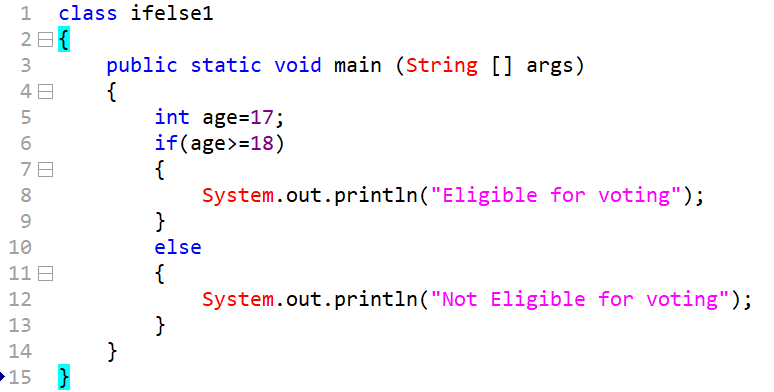 1 class ifelse1
2 {
3     public static void main (String [] args)
4     {
5         int age=17;
6         if(age>=18)
7         {
8             System.out.println("Eligible for voting");
9         }
10         else
11         {
12             System.out.println("Not Eligible for voting");
13         }
14     }
15 }